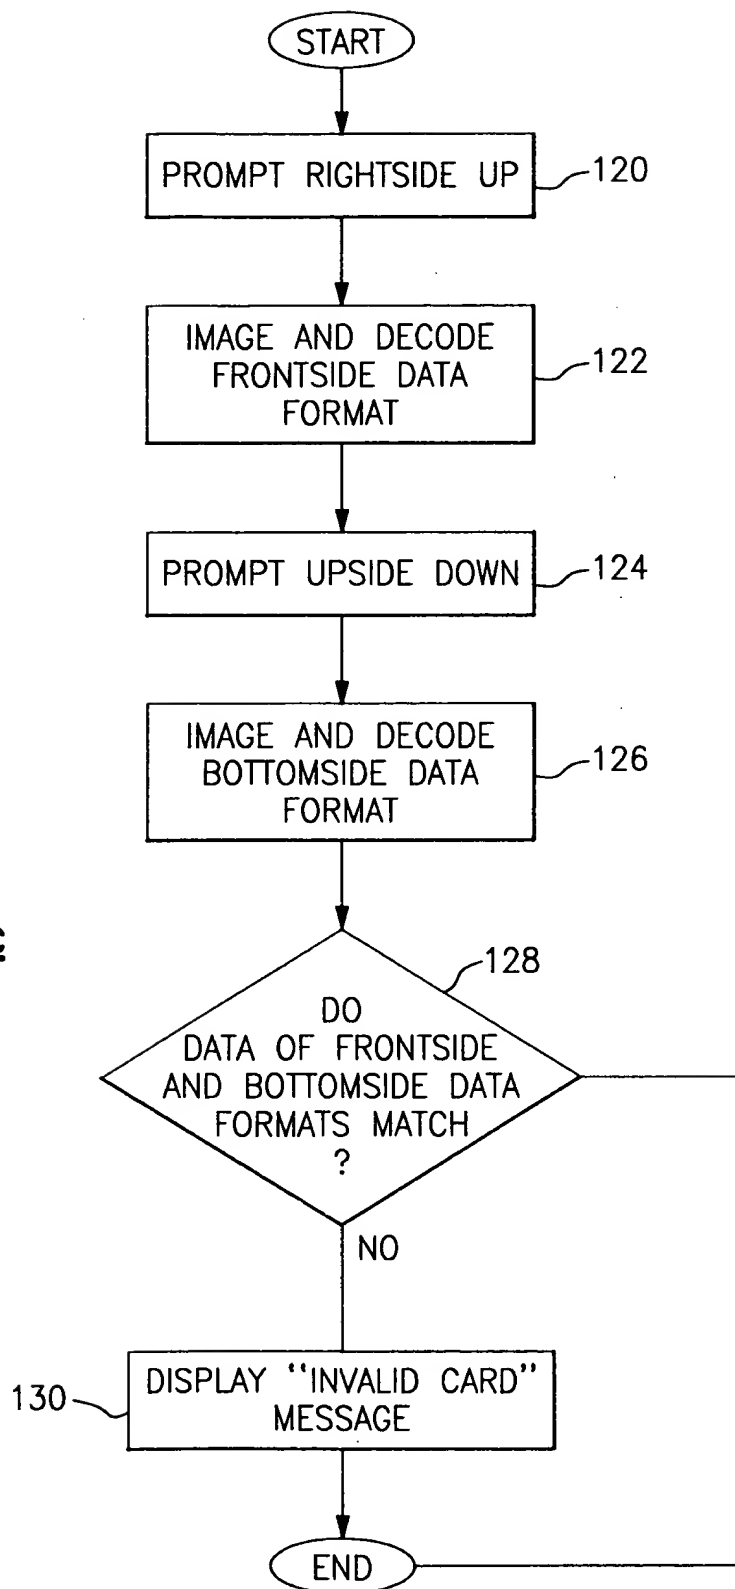 START
PROMPT RIGHTSIDE UP
120
IMAGE AND DECODE
FRONTSIDE DATA
FORMAT
122
PROMPT UPSIDE DOWN
124
IMAGE AND DECODE
BOTTOMSIDE DATA
FORMAT
126
128
DO
DATA OF FRONTSIDE
AND BOTTOMSIDE DATA
FORMATS MATCH
?
NO
130
DISPLAY "INVALID CARD"
MESSAGE
END